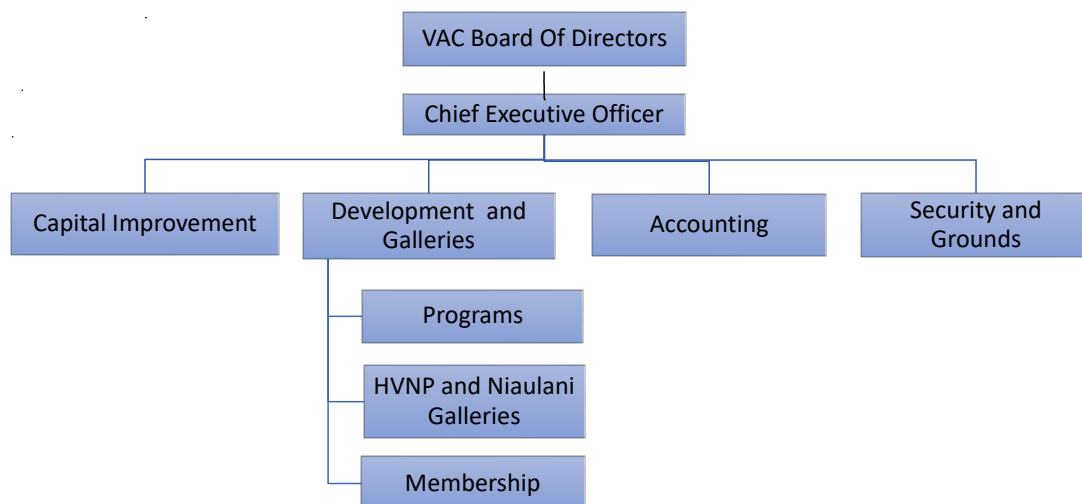 VAC Board Of Directors
Chief Executive Officer
Capital Improvement
Development and
Galleries
Accounting
Security and
Grounds
Programs
HVNP and Niaulani
Galleries
Membership